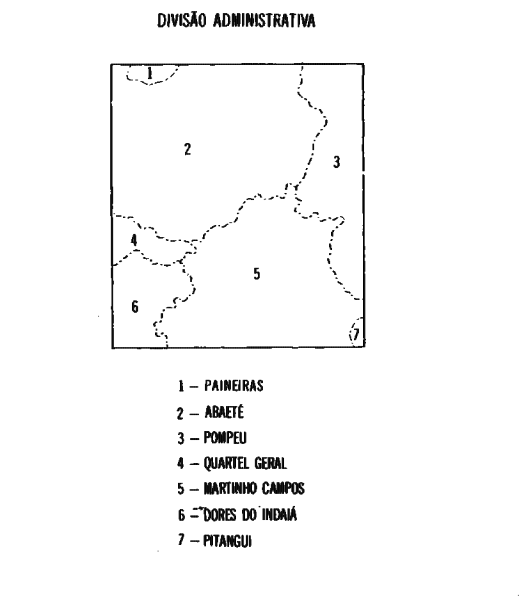 DIVISÃO ADMINISTRATIVA
1
2
3
4
5
6
7
1 — PAINEIRAS
2 — ABAETÉ
3 — POMPEU
4 — QUARTEL GERAL
5 — MARTINHO CAMPOS
6 — DORES DO INDAIÁ
7 — PITANGUI